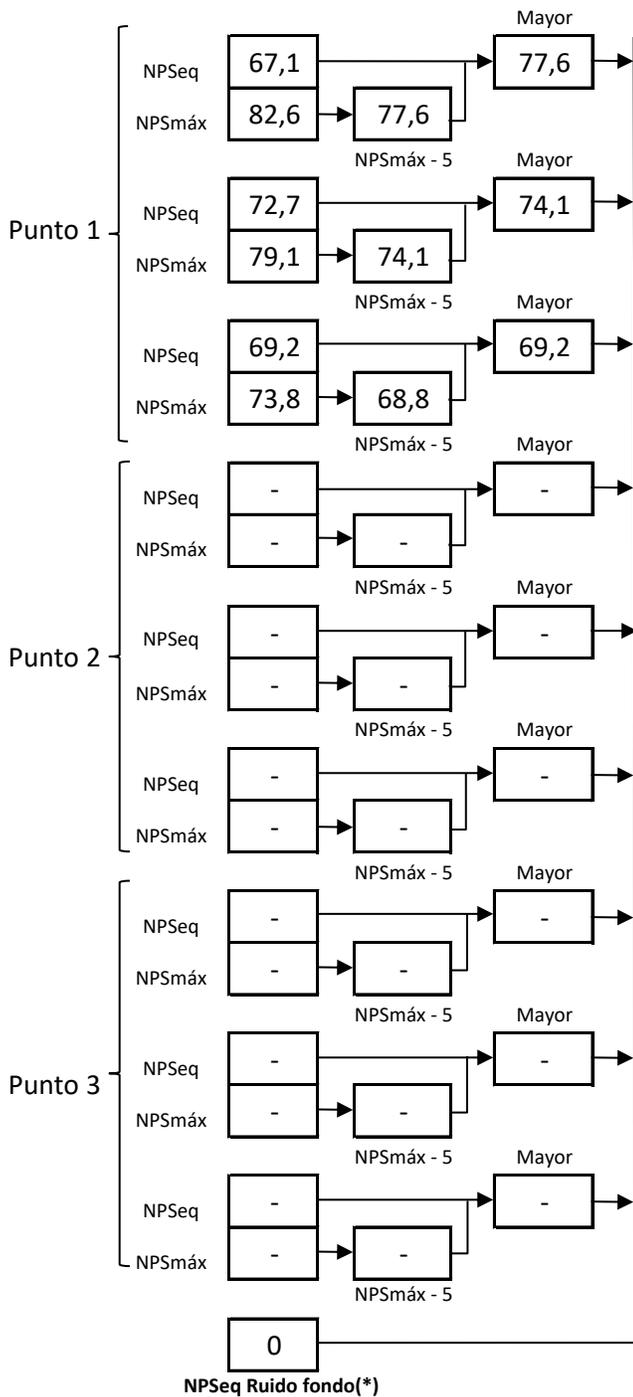 Mayor
NPSeq 67,1 77,6
NPSmáx 82,6 77,6
NPSmáx - 5 Mayor
Punto 1
NPSeq 72,7 74,1
NPSmáx 79,1 74,1
NPSmáx - 5 Mayor
NPSeq 69,2 69,2
NPSmáx 73,8 68,8
NPSmáx - 5 Mayor
NPSeq - -
NPSmáx - -
NPSmáx - 5 Mayor
Punto 2
NPSeq - -
NPSmáx - -
NPSmáx - 5 Mayor
NPSeq - -
NPSmáx - -
NPSmáx - 5 Mayor
NPSeq - -
NPSmáx - -
NPSmáx - 5 Mayor
Punto 3
NPSeq - -
NPSmáx - -
NPSmáx - 5 Mayor
NPSeq - -
NPSmáx - -
NPSmáx - 5
0
NPSeq Ruido fondo(*)